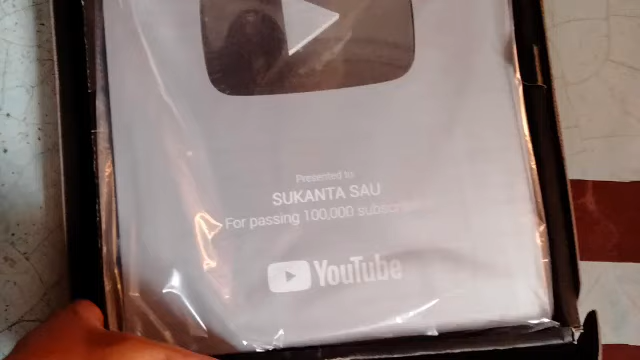 Presented to
SUKANTA SAU
For passing 100,000
YouTube